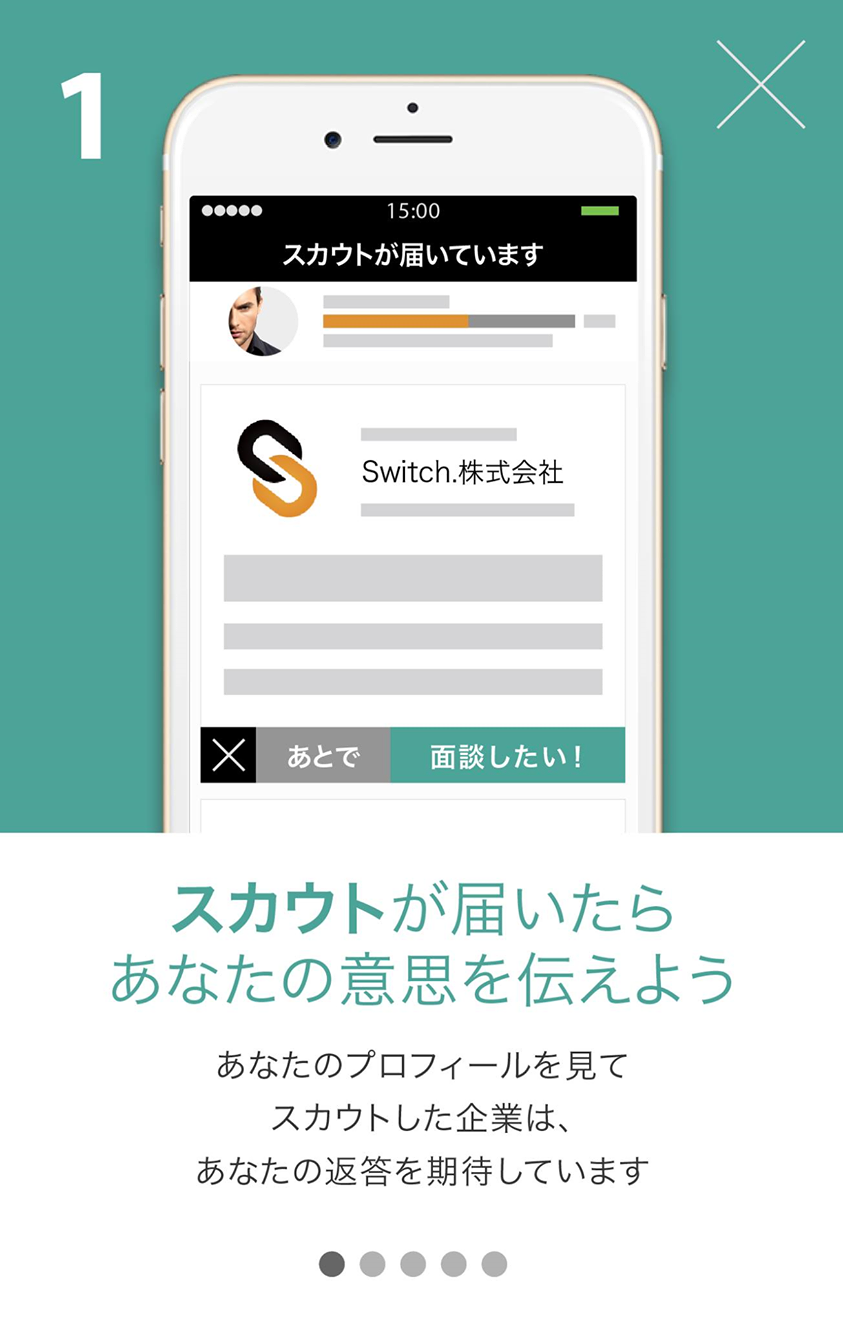 1
15:00
スカウトが届いています
Switch.株式会社
あとで
面談したい！
スカウトが届いたら
あなたの意思を伝えよう
あなたのプロフィールを見て
スカウトした企業は、
あなたの返答を期待しています